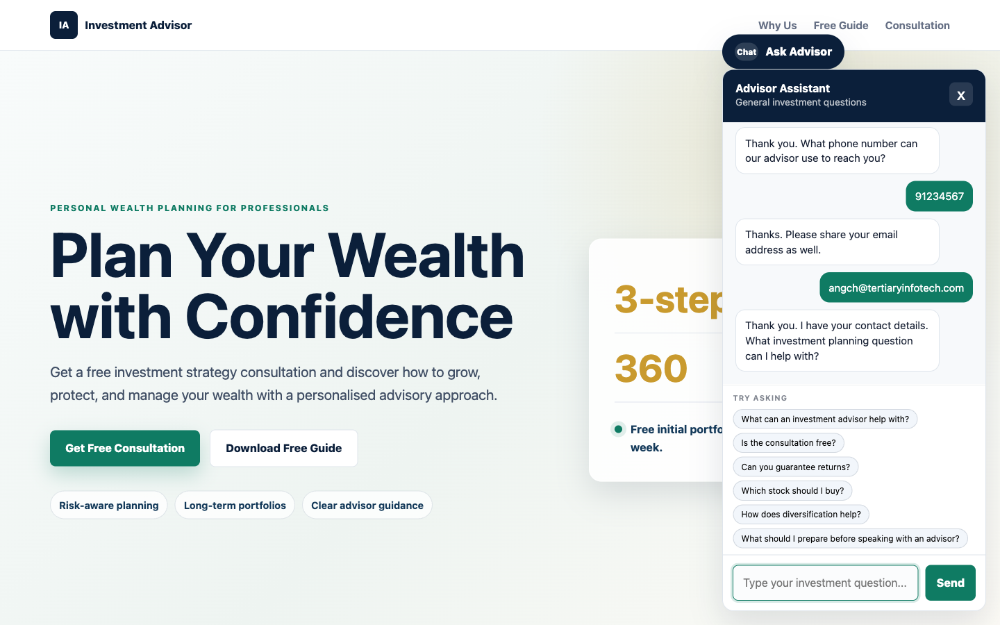 IA
Investment Advisor
Why Us
Free Guide
Consultation
PERSONAL WEALTH PLANNING FOR PROFESSIONALS
Plan Your Wealth
with Confidence
Get a free investment strategy consultation and discover how to grow,
protect, and manage your wealth with a personalised advisory approach.
Get Free Consultation
Download Free Guide
Risk-aware planning
Long-term portfolios
Clear advisor guidance
3-step
360
Free initial portfo
week.
Chat
Ask Advisor
Advisor Assistant
General investment questions
X
Thank you. What phone number can
our advisor use to reach you?
91234567
Thanks. Please share your email
address as well.
angch@tertiaryinfotech.com
Thank you. I have your contact details.
What investment planning question
can I help with?
TRY ASKING
What can an investment advisor help with?
Is the consultation free?
Can you guarantee returns?
Which stock should I buy?
How does diversification help?
What should I prepare before speaking with an advisor?
Type your investment question...
Send